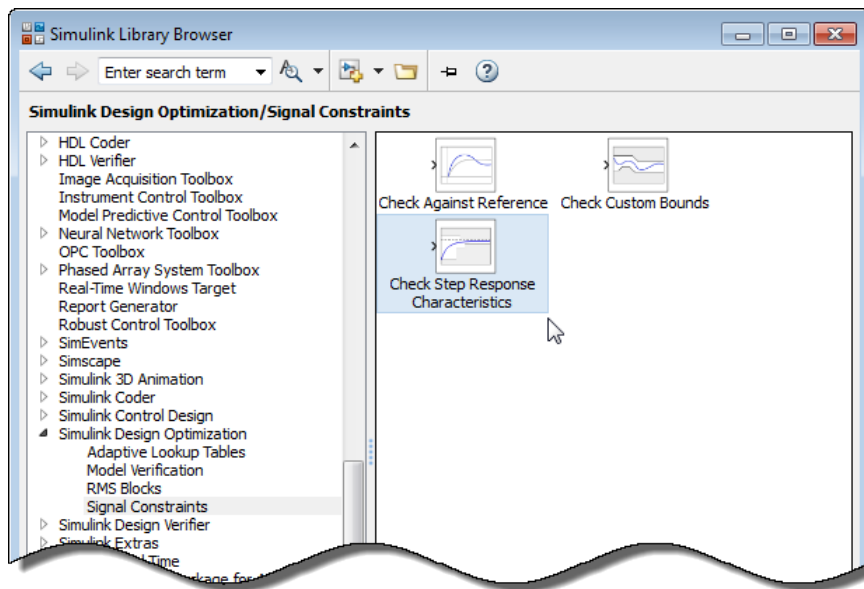 Simulink Library Browser
Enter search term
Simulink Design Optimization/Signal Constraints
HDL Coder
HDL Verifier
Image Acquisition Toolbox
Instrument Control Toolbox
Model Predictive Control Toolbox
Neural Network Toolbox
OPC Toolbox
Phased Array System Toolbox
Real-Time Windows Target
Report Generator
Robust Control Toolbox
SimEvents
Simscape
Simulink 3D Animation
Simulink Coder
Simulink Control Design
Simulink Design Optimization
Adaptive Lookup Tables
Model Verification
RMS Blocks
Signal Constraints
Simulink Design Verifier
Simulink Extras
Time
for
Check Against Reference
Check Custom Bounds
Check Step Response
Characteristics